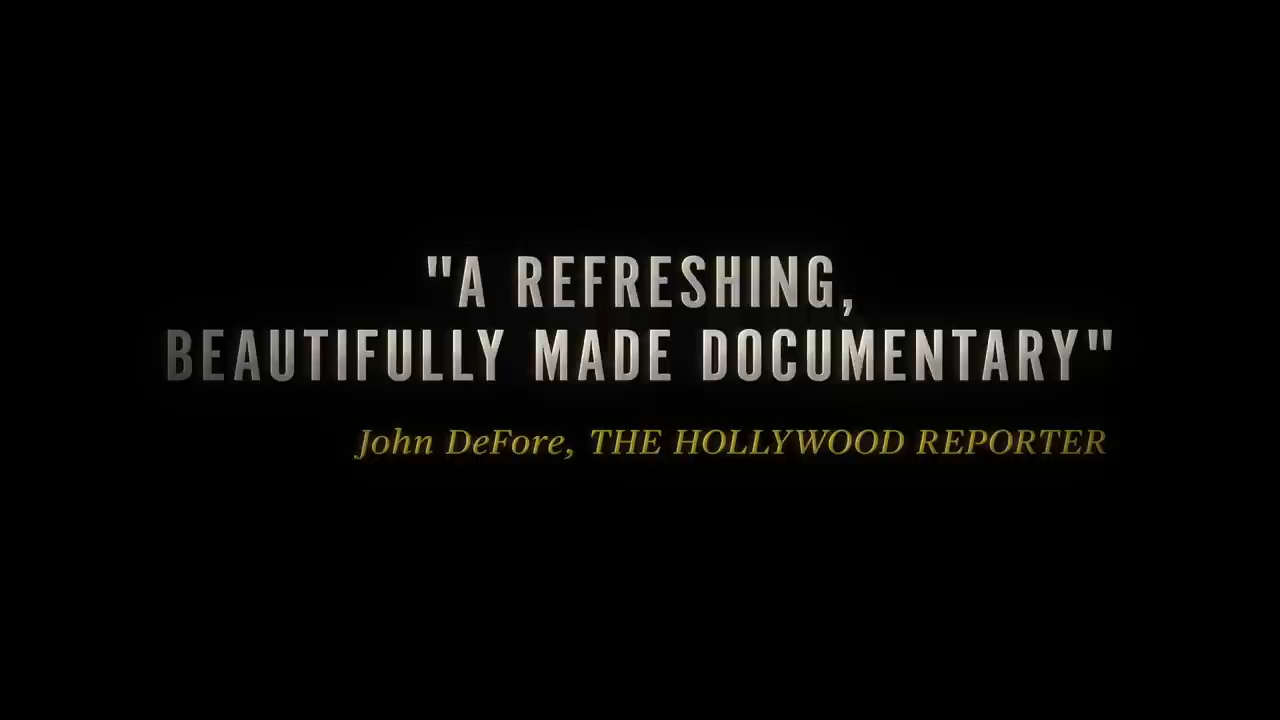 "A REFRESHING,
BEAUTIFULLY MADE DOCUMENTARY"
John DeFore, THE HOLLYWOOD REPORTER